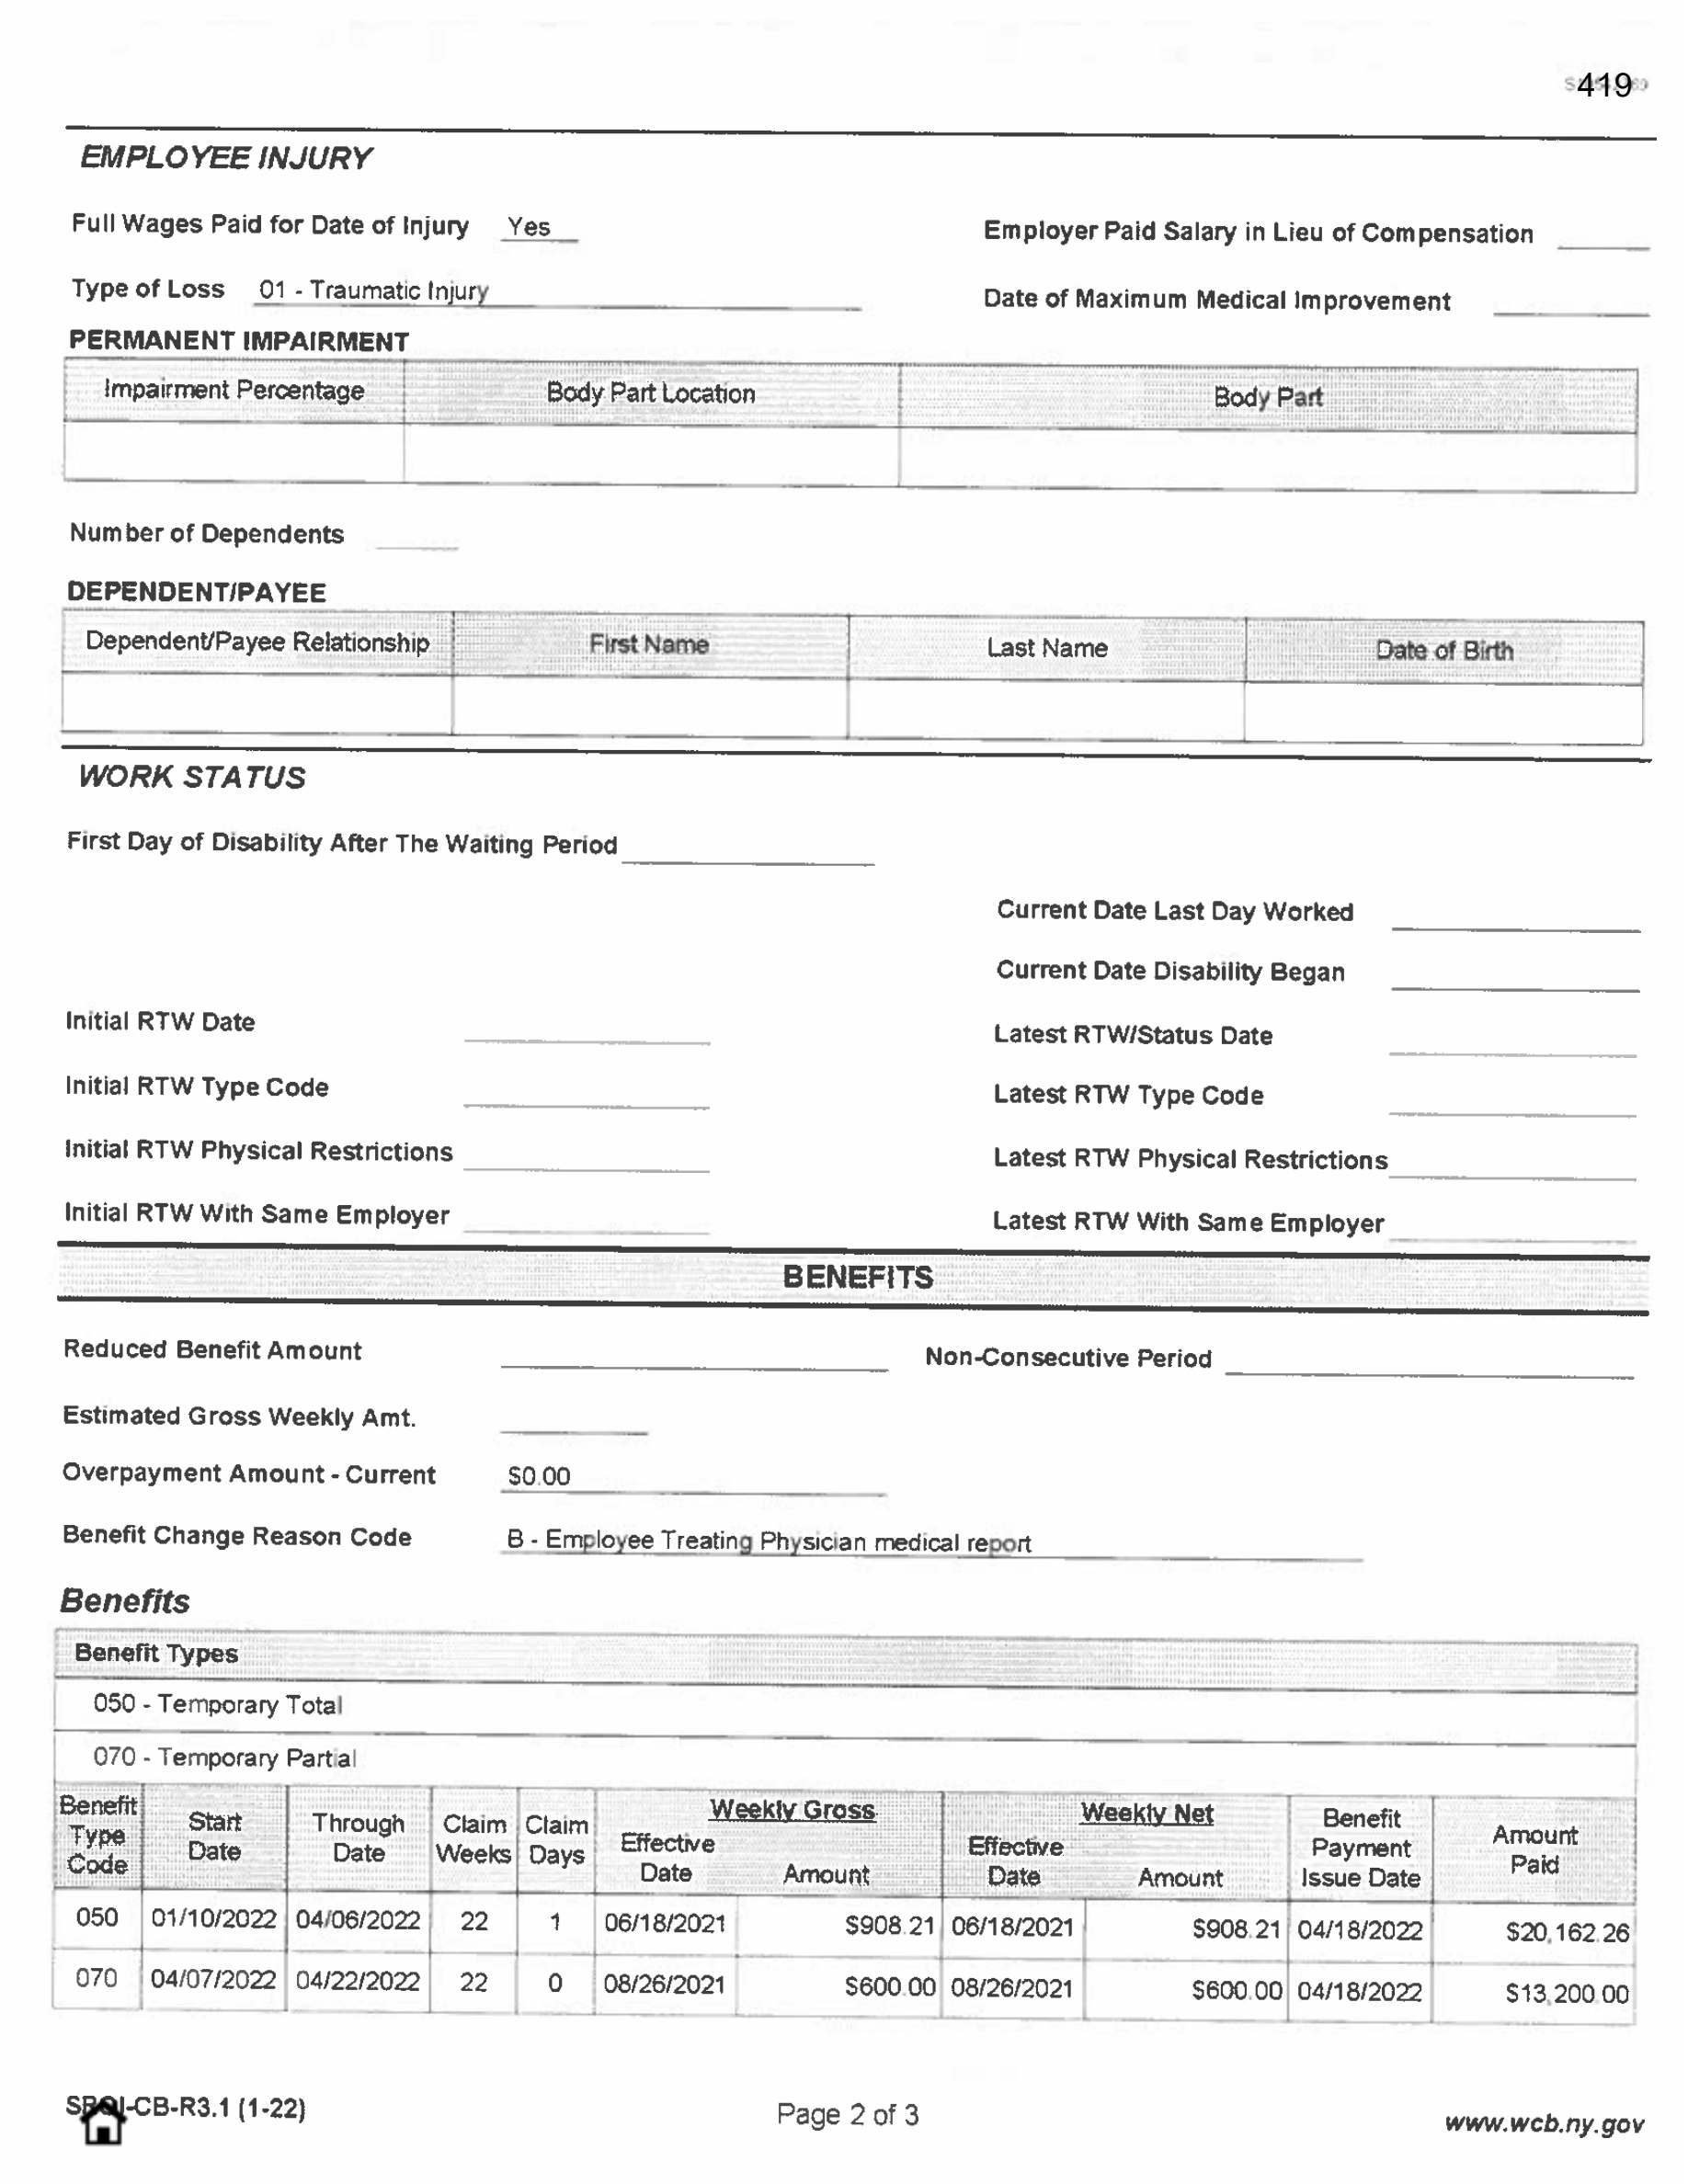 419
EMPLOYEE INJURY
Full Wages Paid for Date of Injury Yes
Employer Paid Salary in Lieu of Compensation
Type of Loss 01 - Traumatic Injury
Date of Maximum Medical Improvement
PERMANENT IMPAIRMENT
Impairment Percentage Body Part Location Body Part
Number of Dependents
DEPENDENT/PAYEE
Dependent/Payee Relationship First Name Last Name Date of Birth
WORK STATUS
First Day of Disability After The Waiting Period
Current Date Last Day Worked
Current Date Disability Began
Initial RTW Date Latest RTW/Status Date
Initial RTW Type Code Latest RTW Type Code
Initial RTW Physical Restrictions Latest RTW Physical Restrictions
Initial RTW With Same Employer Latest RTW With Same Employer
BENEFITS
Reduced Benefit Amount Non-Consecutive Period
Estimated Gross Weekly Amt.
Overpayment Amount - Current $0.00
Benefit Change Reason Code B - Employee Treating Physician medical report
Benefits
Benefit Types
050 - Temporary Total
070 - Temporary Partial
Benefit Type Code Start Date Through Date Claim Weeks Claim Days Weekly Gross Effective Date Amount Weekly Net Effective Date Amount Benefit Payment Issue Date Amount Paid
050 01/10/2022 04/06/2022 22 1 06/18/2021 $908.21 06/18/2021 $908.21 04/18/2022 $20,162.26
070 04/07/2022 04/22/2022 22 0 08/26/2021 $600.00 08/26/2021 $600.00 04/18/2022 $13,200.00
SROI-CB-R3.1 (1-22) Page 2 of 3 www.wcb.ny.gov